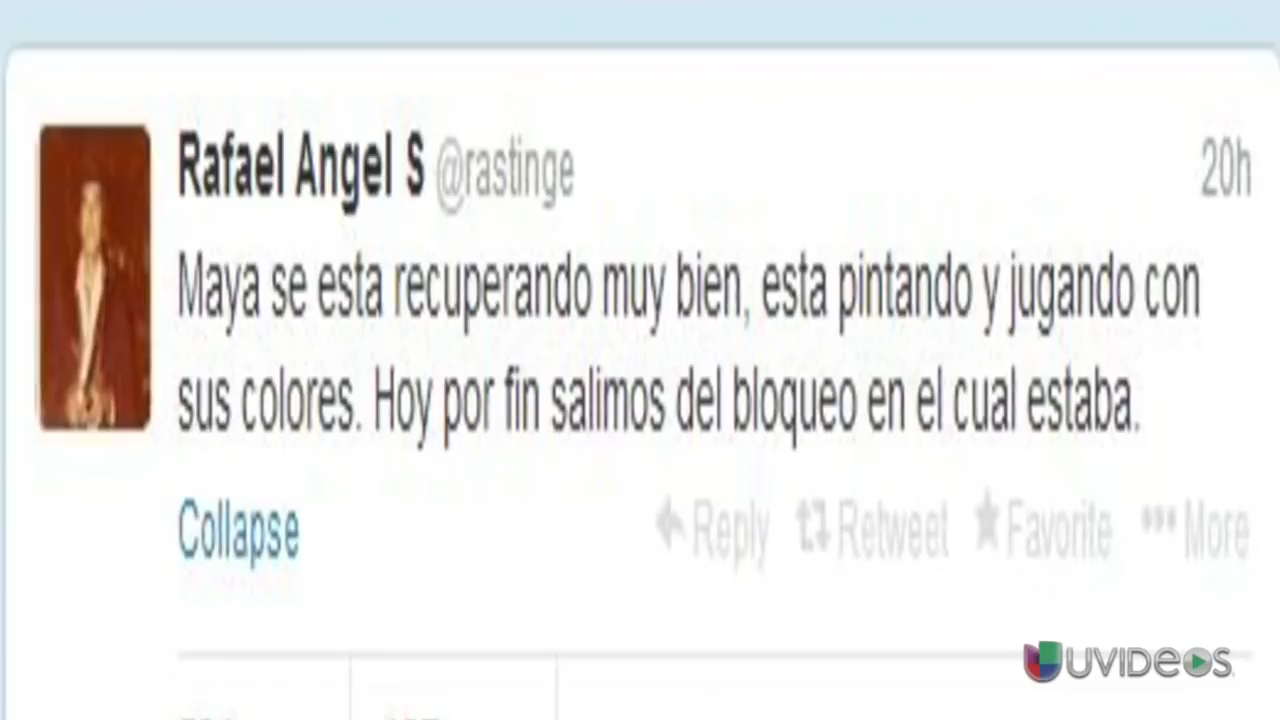 Rafael Angel S @rastinge 20h
Maya se esta recuperando muy bien, esta pintando y jugando con
sus colores. Hoy por fin salimos del bloqueo en el cual estaba.
Collapse Reply Retweet Favorite More
UVIDEOS